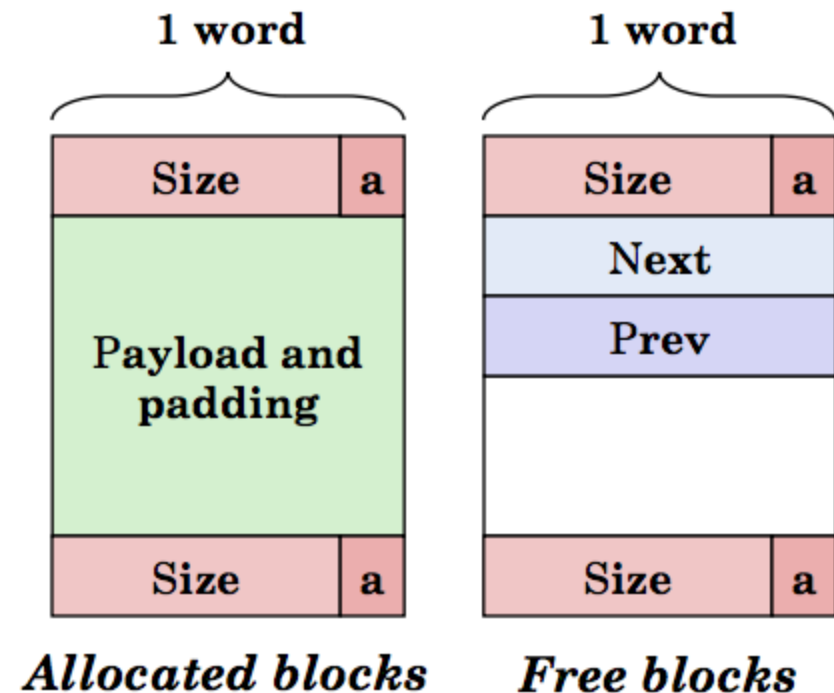 1 word
1 word
Size a
Size a
Next
Prev
Payload and
padding
Size a
Size a
Allocated blocks
Free blocks